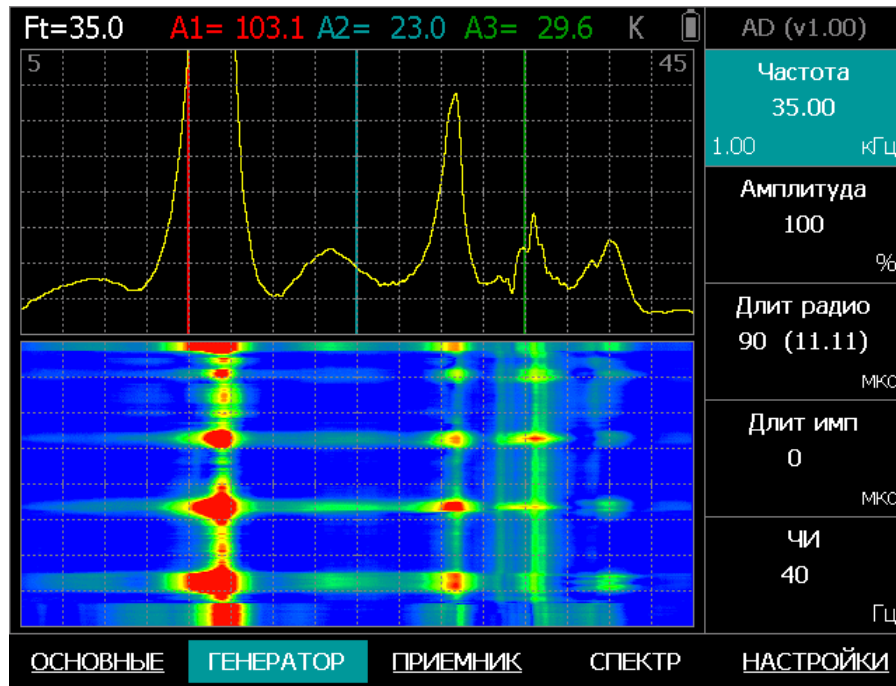 Ft=35.0 A1= 103.1 A2= 23.0 A3= 29.6 K
AD (v1.00)
5 45
Частота
35.00
1.00 кГц
Амплитуда
100
%
Длит радио
90 (11.11)
мкс
Длит имп
0
мкс
ЧИ
40
Гц
ОСНОВНЫЕ ГЕНЕРАТОР ПРИЕМНИК СПЕКТР НАСТРОЙКИ